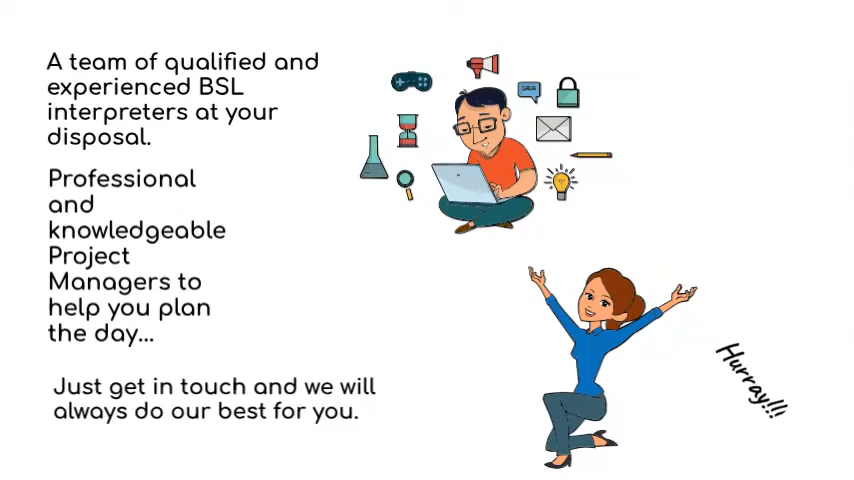 A team of qualified and
experienced BSL
interpreters at your
disposal.
Professional
and
knowledgeable
Project
Managers to
help you plan
the day...
Just get in touch and we will
always do our best for you.
Hurray!!!